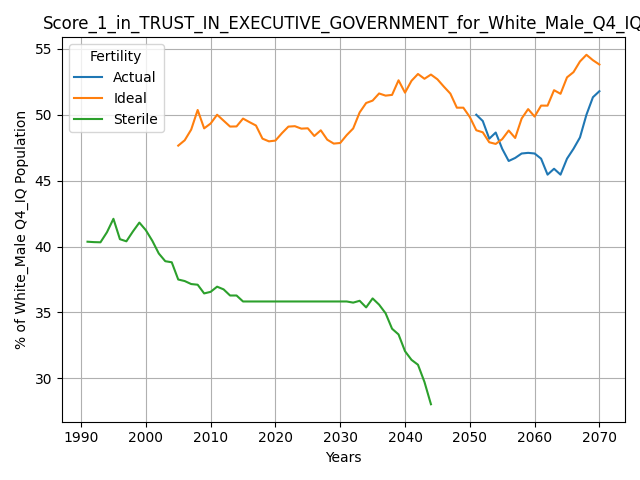 Score_1_in_TRUST_IN_EXECUTIVE_GOVERNMENT_for_White_Male_Q4_IQ
Fertility
Actual
Ideal
Sterile
% of White_Male Q4_IQ Population
55
50
45
40
35
30
1990 2000 2010 2020 2030 2040 2050 2060 2070
Years